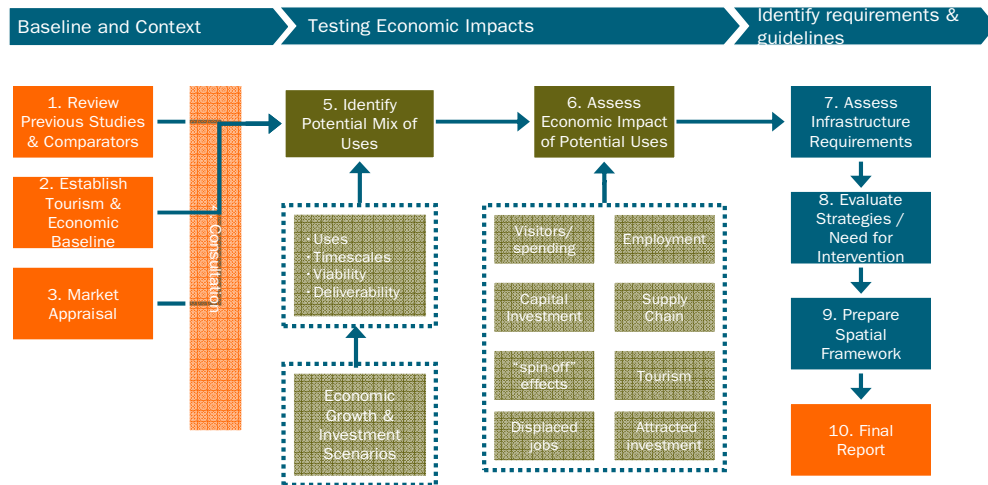 Baseline and Context
Testing Economic Impacts
Identify requirements &
guidelines
1. Review
Previous Studies
& Comparators
2. Establish
Tourism &
Economic
Baseline
3. Market
Appraisal
4. Consultation
5. Identify
Potential Mix of
Uses
• Uses
• Timescales
• Viability
• Deliverability
Economic
Growth &
Investment
Scenarios
6. Assess
Economic Impact
of Potential Uses
Visitors/
spending
Employment
Capital
Investment
Supply
Chain
"spin-off"
effects
Tourism
Displaced
jobs
Attracted
investment
7. Assess
Infrastructure
Requirements
8. Evaluate
Strategies /
Need for
Intervention
9. Prepare
Spatial
Framework
10. Final
Report